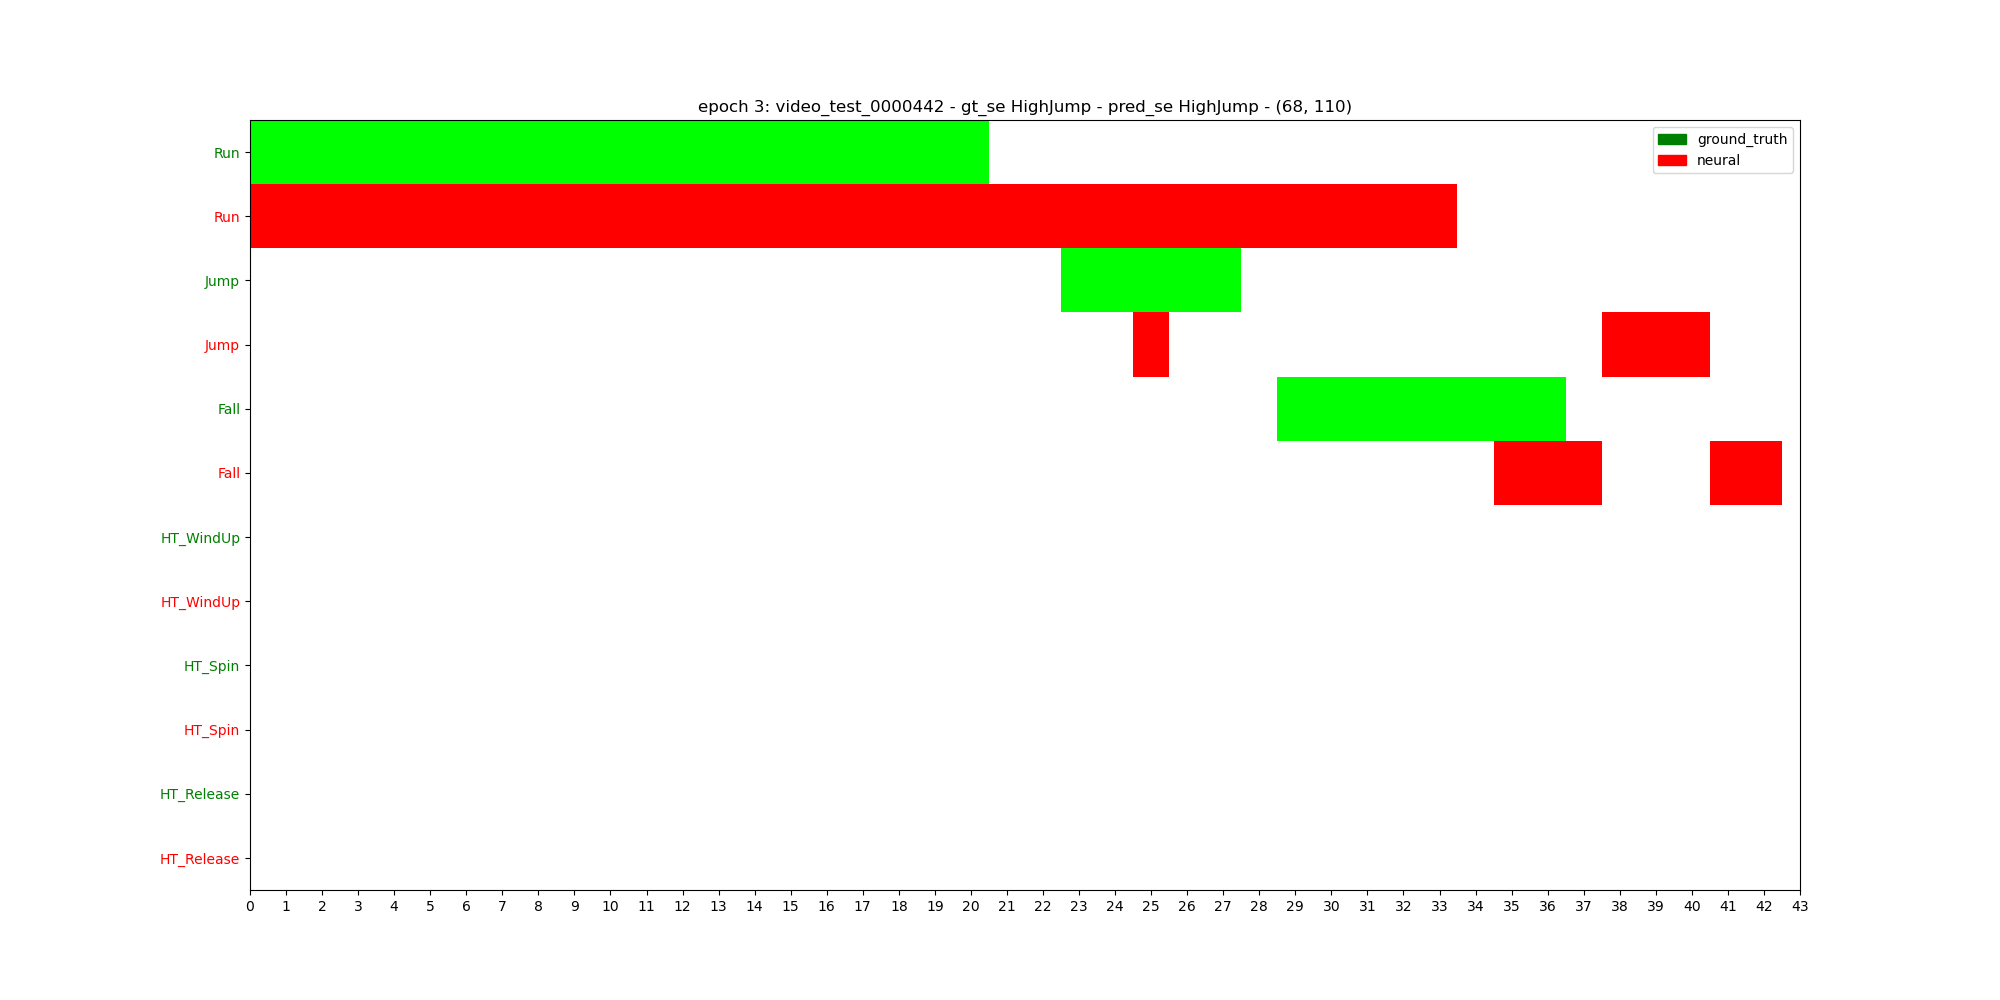 epoch 3: video_test_0000442 - gt_se HighJump - pred_se HighJump - (68, 110)
ground_truth
neural
Run
Run
Jump
Jump
Fall
Fall
HT_WindUp
HT_WindUp
HT_Spin
HT_Spin
HT_Release
HT_Release
0 1 2 3 4 5 6 7 8 9 10 11 12 13 14 15 16 17 18 19 20 21 22 23 24 25 26 27 28 29 30 31 32 33 34 35 36 37 38 39 40 41 42 43